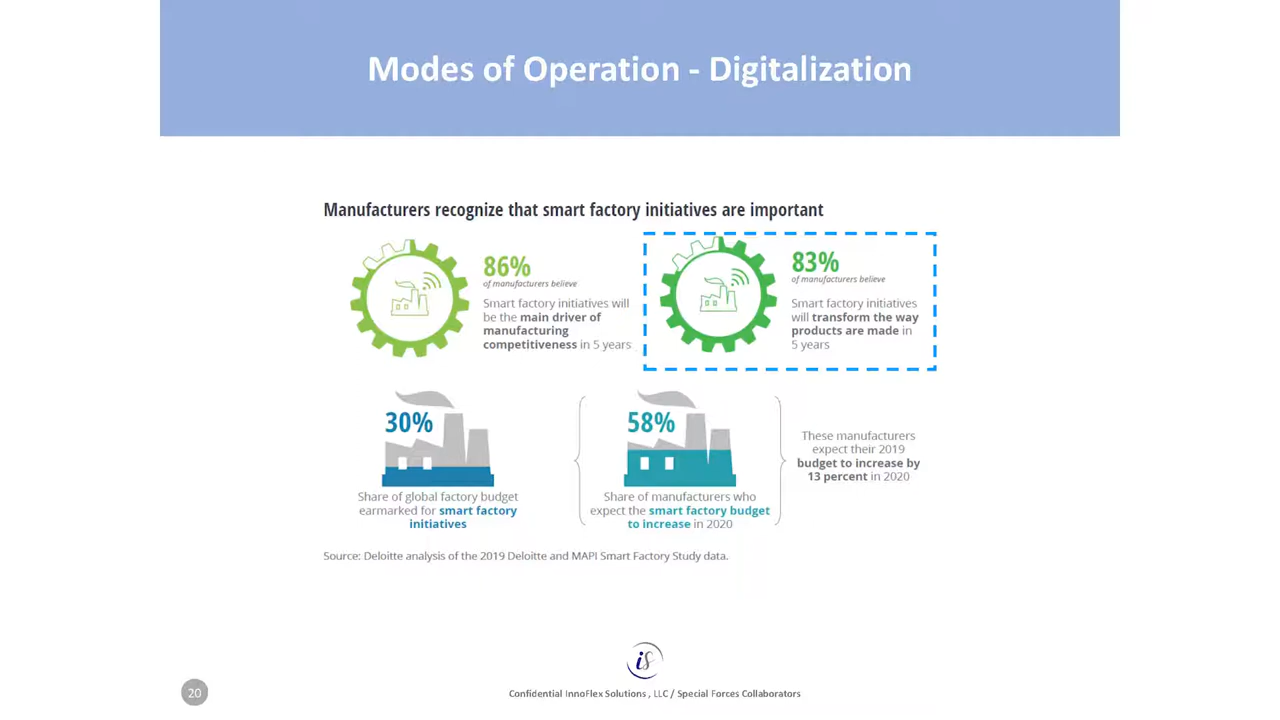 Modes of Operation - Digitalization
Manufacturers recognize that smart factory initiatives are important
86%
of manufacturers believe
Smart factory initiatives will
be the main driver of
manufacturing
competitiveness in 5 years
83%
of manufacturers believe
Smart factory initiatives
will transform the way
products are made in
5 years
30%
Share of global factory budget
earmarked for smart factory
initiatives
58%
Share of manufacturers who
expect the smart factory budget
to increase in 2020
These manufacturers
expect their 2019
budget to increase by
13 percent in 2020
Source: Deloitte analysis of the 2019 Deloitte and MAPI Smart Factory Study data.
iS
20
Confidential InnoFlex Solutions , LLC / Special Forces Collaborators